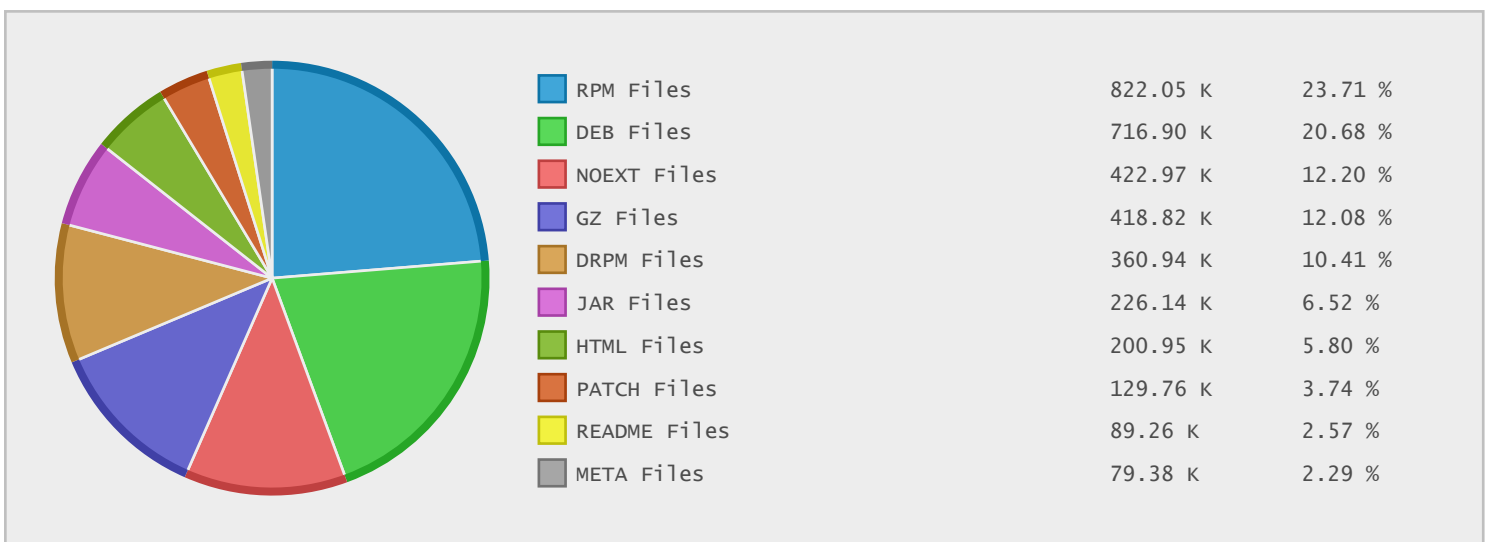 RPM Files 822.05 K 23.71 %
DEB Files 716.90 K 20.68 %
NOEXT Files 422.97 K 12.20 %
GZ Files 418.82 K 12.08 %
DRPM Files 360.94 K 10.41 %
JAR Files 226.14 K 6.52 %
HTML Files 200.95 K 5.80 %
PATCH Files 129.76 K 3.74 %
README Files 89.26 K 2.57 %
META Files 79.38 K 2.29 %